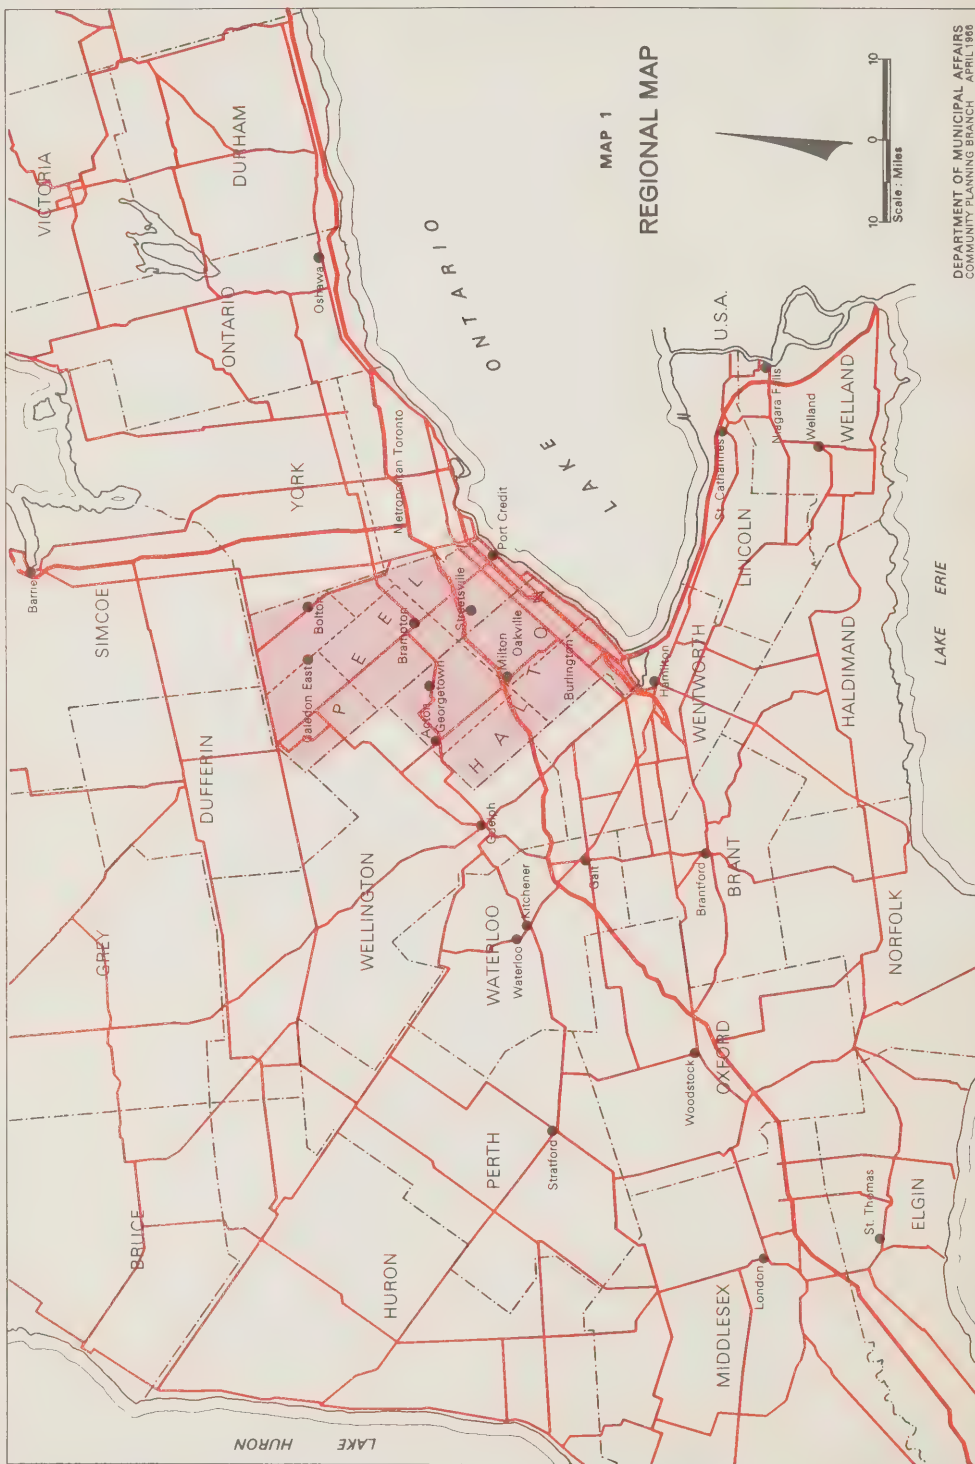 MAP 1
REGIONAL MAP
VICTORIA
DURHAM
ONTARIO
Oshawa
YORK
Metropolitan Toronto
LAKE ONTARIO
Barrie
SIMCOE
Bolton
Caledon East
PEEL
Brampton
Streetsville
Port Credit
DUFFERIN
Acton
Georgetown
Milton
Oakville
HALTON
Burlington
Hamilton
WENTWORTH
LINCOLN
St. Catharines
Niagara Falls
U.S.A.
Welland
WELLAND
HALDIMAND
LAKE ERIE
GREY
WELLINGTON
Guelph
WATERLOO
Kitchener
Waterloo
Galt
Brantford
BRANT
NORFOLK
BRUCE
HURON
PERTH
Stratford
Woodstock
OXFORD
MIDDLESEX
London
St. Thomas
ELGIN
LAKE HURON
10 0 10
Scale : Miles
DEPARTMENT OF MUNICIPAL AFFAIRS
COMMUNITY PLANNING BRANCH APRIL 1966